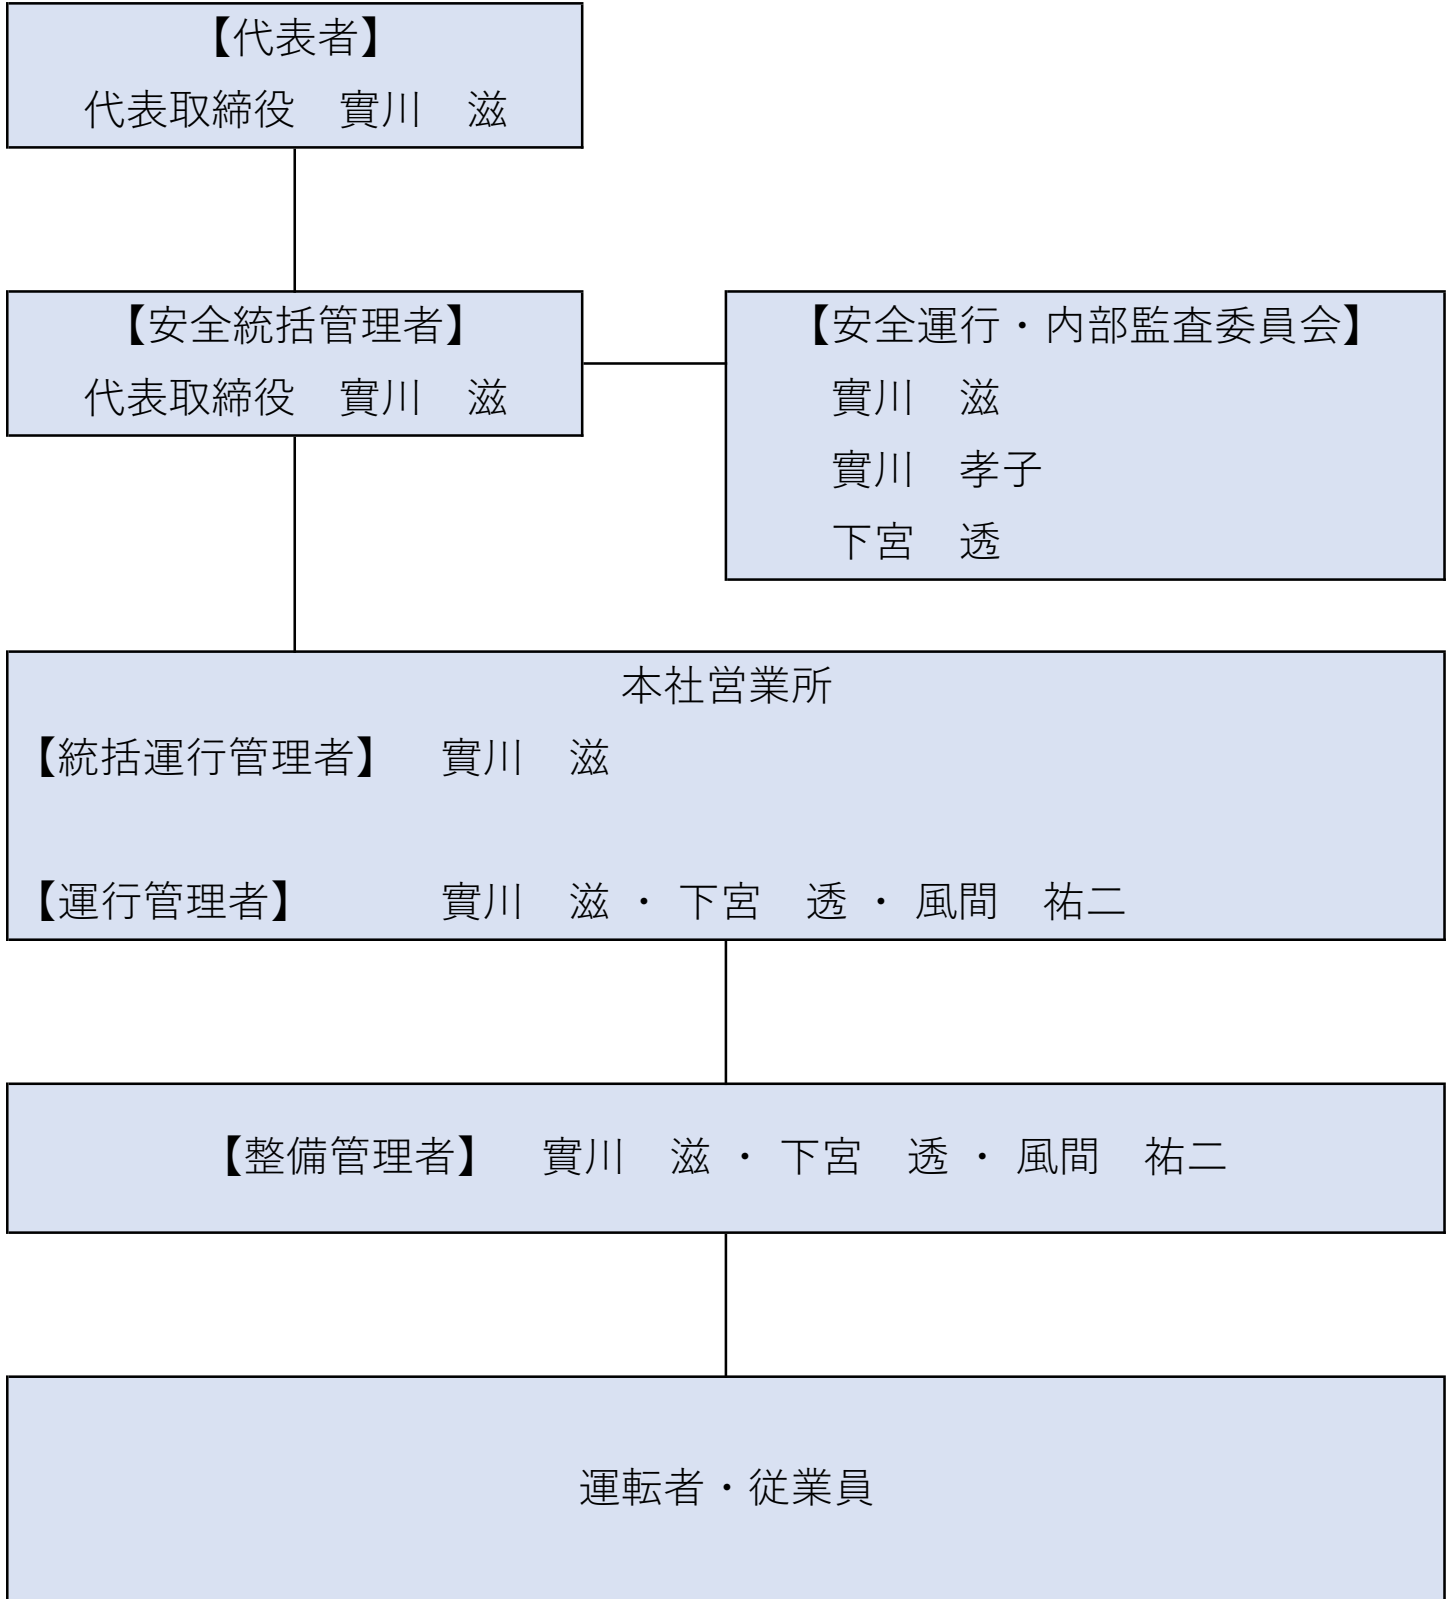 【代表者】
代表取締役　實川　滋
【安全統括管理者】
代表取締役　實川　滋
【安全運行・内部監査委員会】
實川　滋
實川　孝子
下宮　透
本社営業所
【統括運行管理者】　實川　滋
【運行管理者】　　　實川　滋 ・ 下宮　透 ・ 風間　祐二
【整備管理者】　實川　滋 ・ 下宮　透 ・ 風間　祐二
運転者・従業員